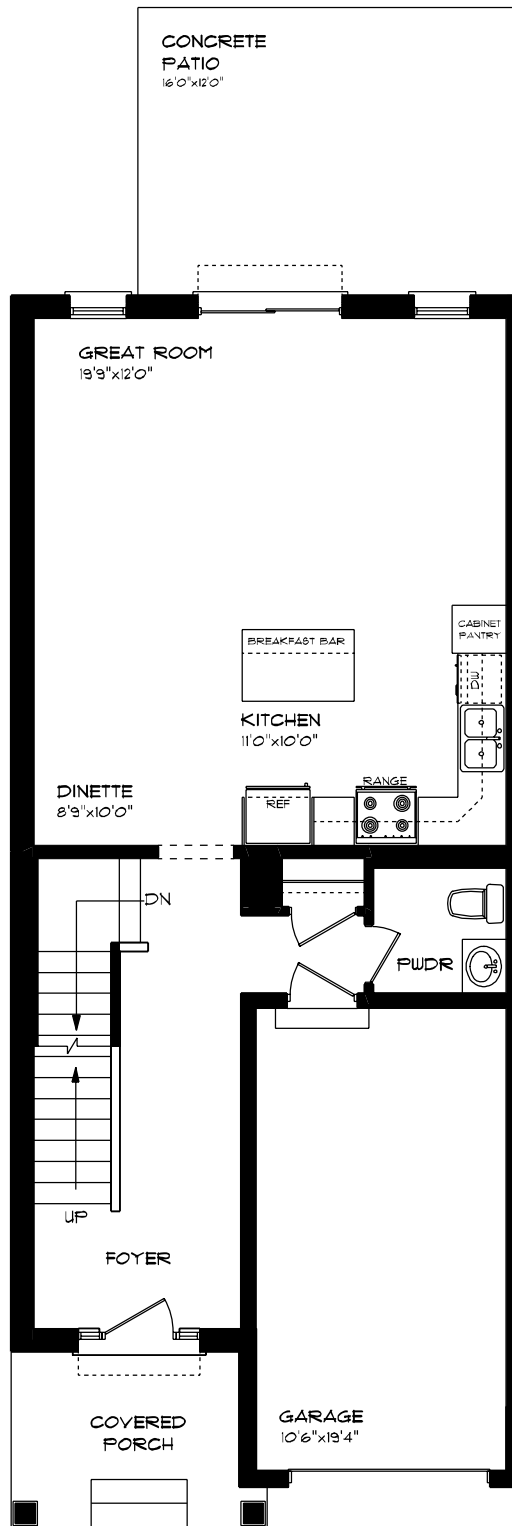 CONCRETE
PATIO
16'0"x12'0"
GREAT ROOM
19'9"x12'0"
BREAKFAST BAR
CABINET
PANTRY
DW
KITCHEN
11'0"x10'0"
RANGE
REF
DINETTE
8'9"x10'0"
DN
PWDR
UP
FOYER
GARAGE
10'6"x19'4"
COVERED
PORCH